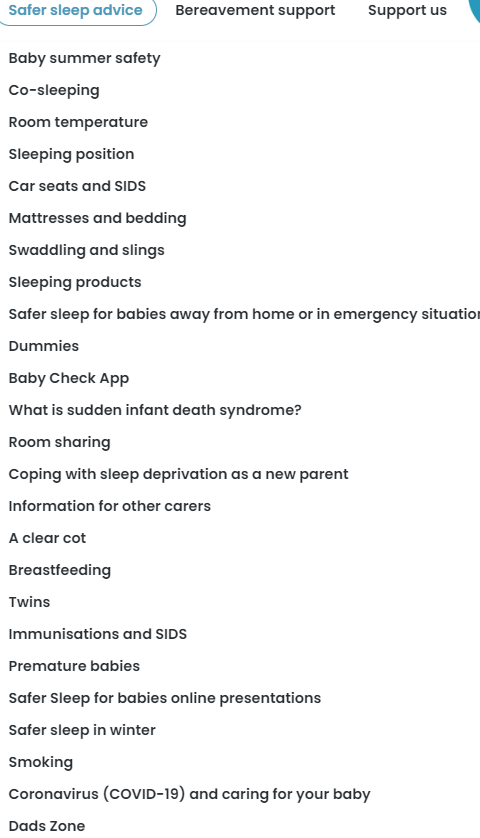 Safer sleep advice Bereavement support Support us
Baby summer safety
Co-sleeping
Room temperature
Sleeping position
Car seats and SIDS
Mattresses and bedding
Swaddling and slings
Sleeping products
Safer sleep for babies away from home or in emergency
Dummies
Baby Check App
What is sudden infant death syndrome?
Room sharing
Coping with sleep deprivation as a new parent
Information for other carers
A clear cot
Breastfeeding
Twins
Immunisations and SIDS
Premature babies
Safer Sleep for babies online presentations
Safer sleep in winter
Smoking
Coronavirus (COVID-19) and caring for your baby
Dads Zone